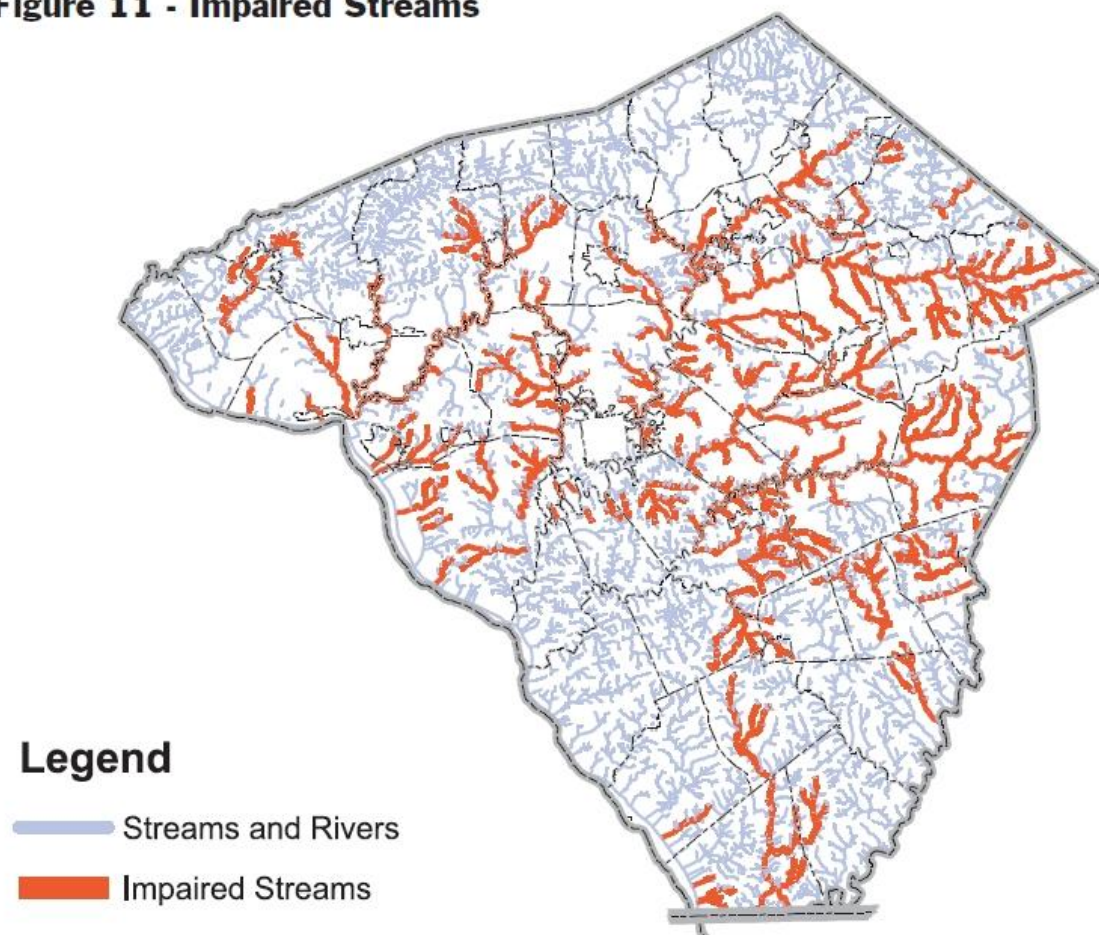 Figure 11 - Impaired Streams
Legend
Streams and Rivers
Impaired Streams